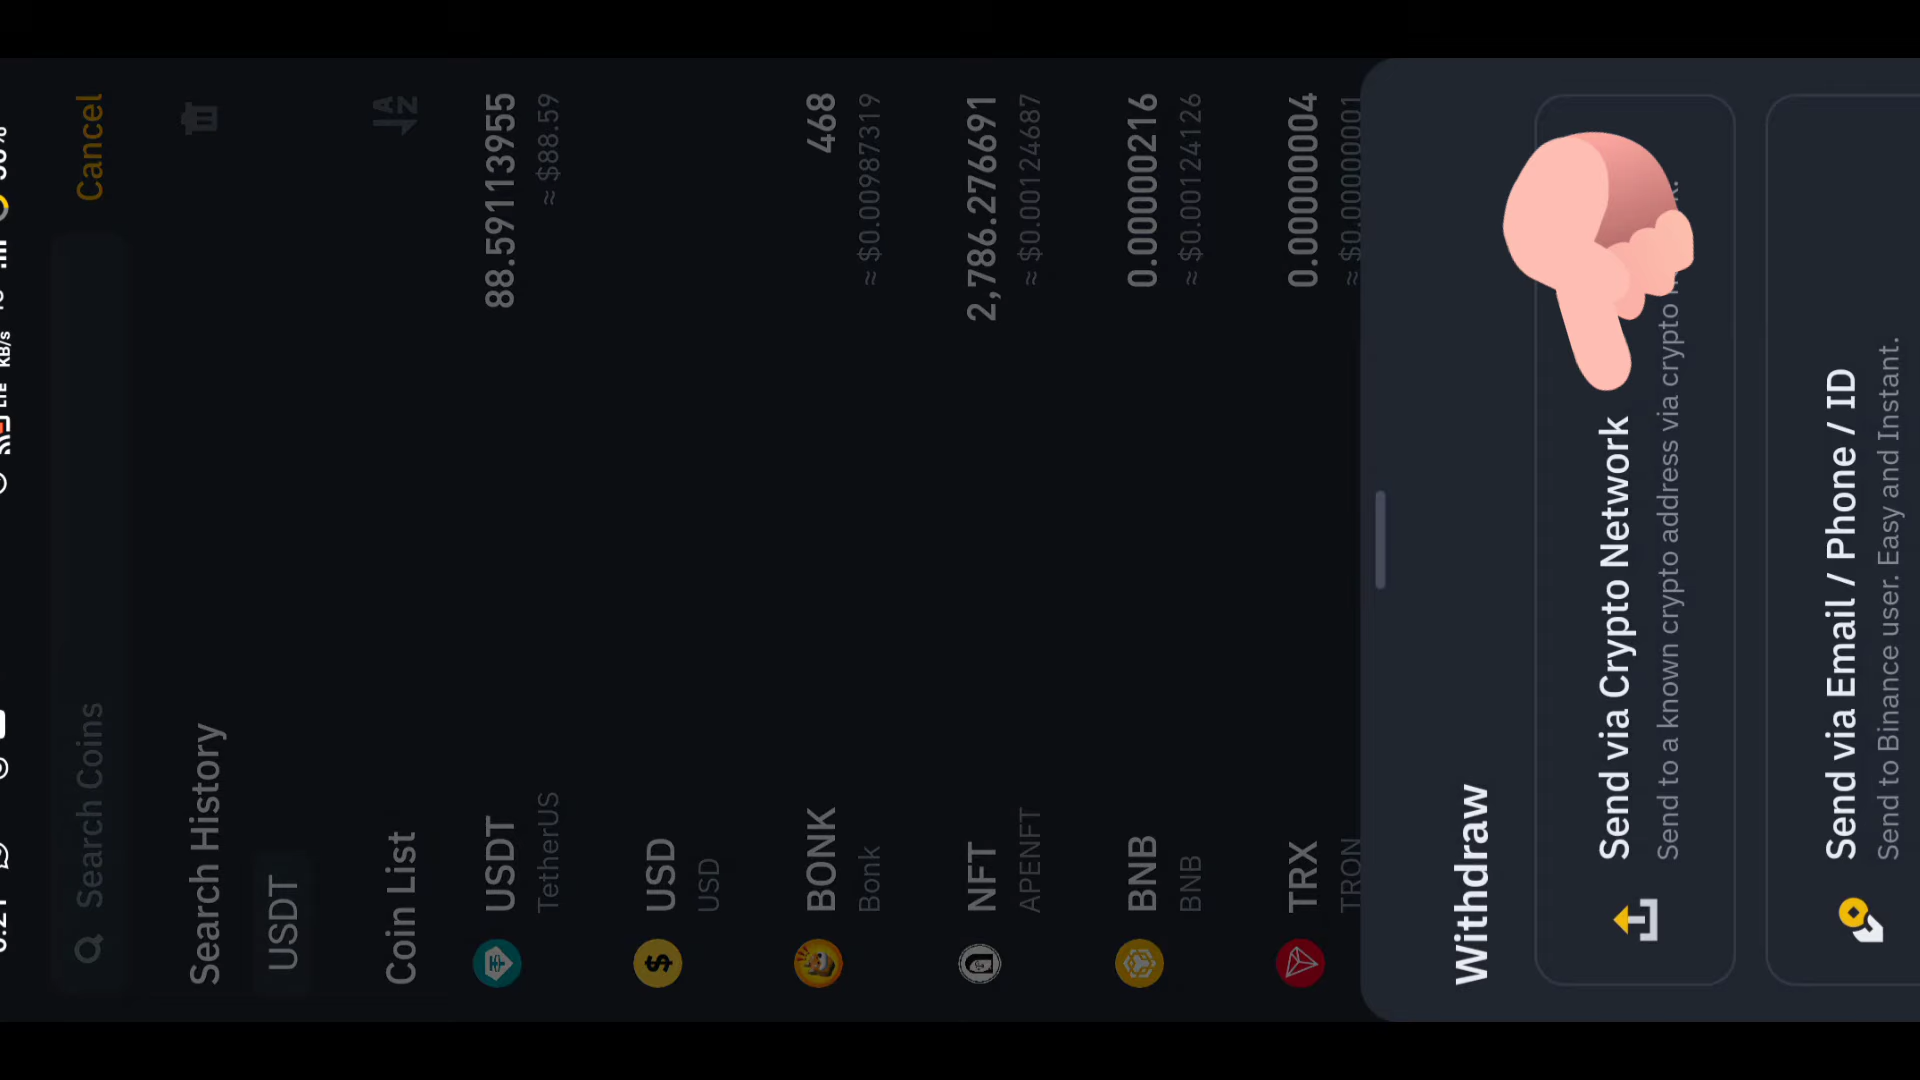 Cancel
Search Coins
Search History
USDT
Coin List
USDT 88.59113955
TetherUS ≈ $88.59
USD
USD
BONK 468
Bonk ≈ $0.00987319
NFT 2,786.276691
APENFT ≈ $0.00124687
BNB 0.00000216
BNB ≈ $0.00124126
TRX 0.00000004
TRON ≈ $0.00000001
Withdraw
Send via Crypto Network
Send to a known crypto address via crypto
Send via Email / Phone / ID
Send to Binance user. Easy and Instant.